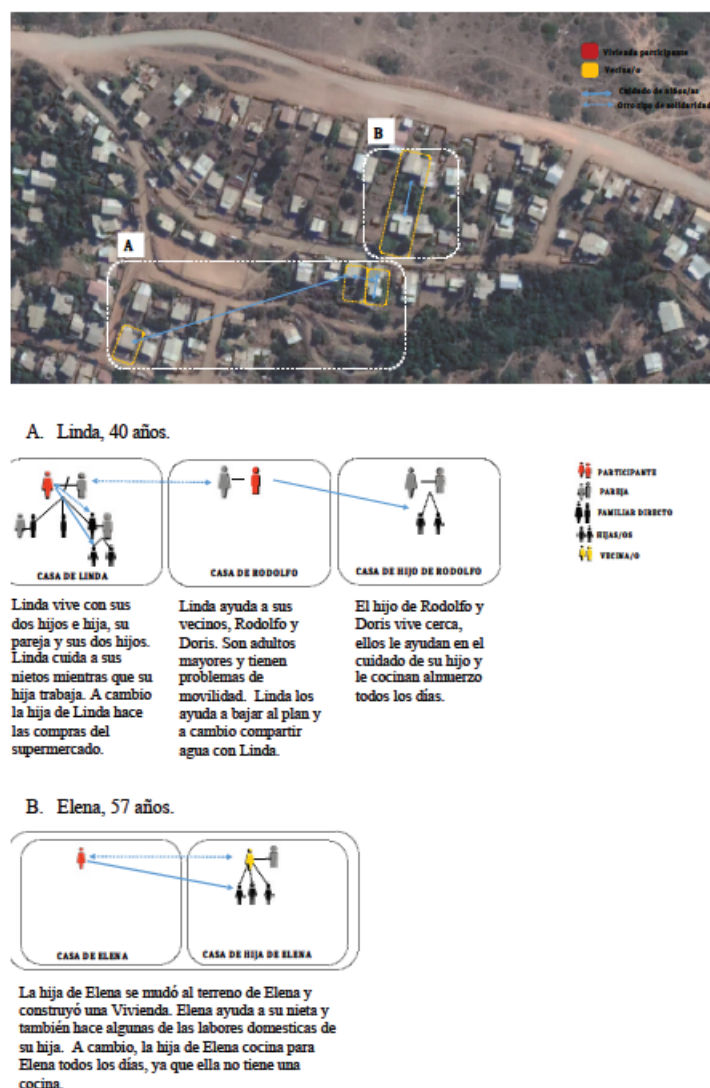 Vivienda participante
Vecina/o
Cuidado de niños/as
Otro tipo de solidaridad
B
A
A. Linda, 40 años.
CASA DE LINDA
CASA DE RODOLFO
CASA DE HIJO DE RODOLFO
PARTICIPANTE
PAREJA
FAMILIAR DIRECTO
HIJAS/OS
VECINA/O
Linda vive con sus
dos hijos e hija, su
pareja y sus dos hijos.
Linda cuida a sus
nietos mientras que su
hija trabaja. A cambio
la hija de Linda hace
las compras del
supermercado.
Linda ayuda a sus
vecinos, Rodolfo y
Doris. Son adultos
mayores y tienen
problemas de
movilidad. Linda los
ayuda a bajar al plan y
a cambio compartir
agua con Linda.
El hijo de Rodolfo y
Doris vive cerca,
ellos le ayudan en el
cuidado de su hijo y
le cocinan almuerzo
todos los días.
B. Elena, 57 años.
CASA DE ELENA
CASA DE HIJA DE ELENA
La hija de Elena se mudó al terreno de Elena y
construyó una Vivienda. Elena ayuda a su nieta y
también hace algunas de las labores domesticas de
su hija. A cambio, la hija de Elena cocina para
Elena todos los días, ya que ella no tiene una
cocina.